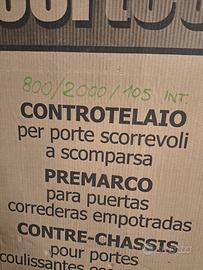 800/2000/105 INT.
CONTROTELAIO
per porte scorrevoli
a scomparsa
PREMARCO
para puertas
correderas empotradas
CONTRE-CHASSIS
pour portes